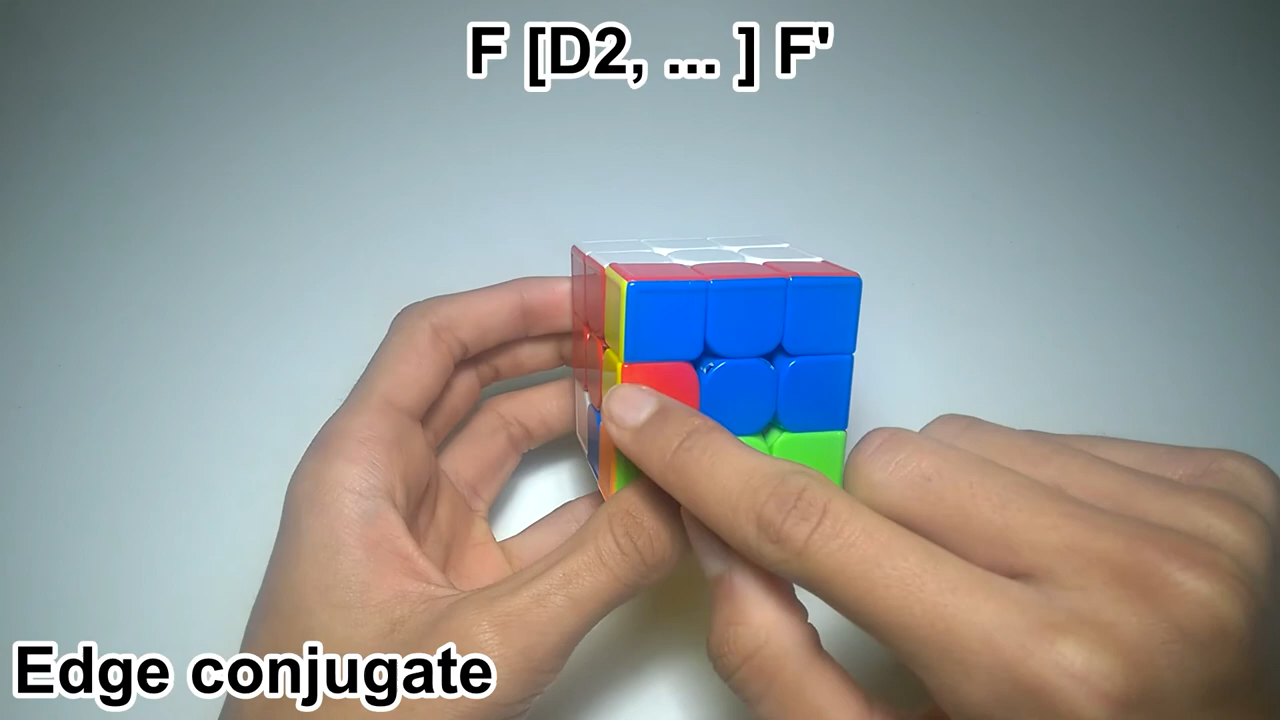 F [D2, ... ] F'
Edge conjugate